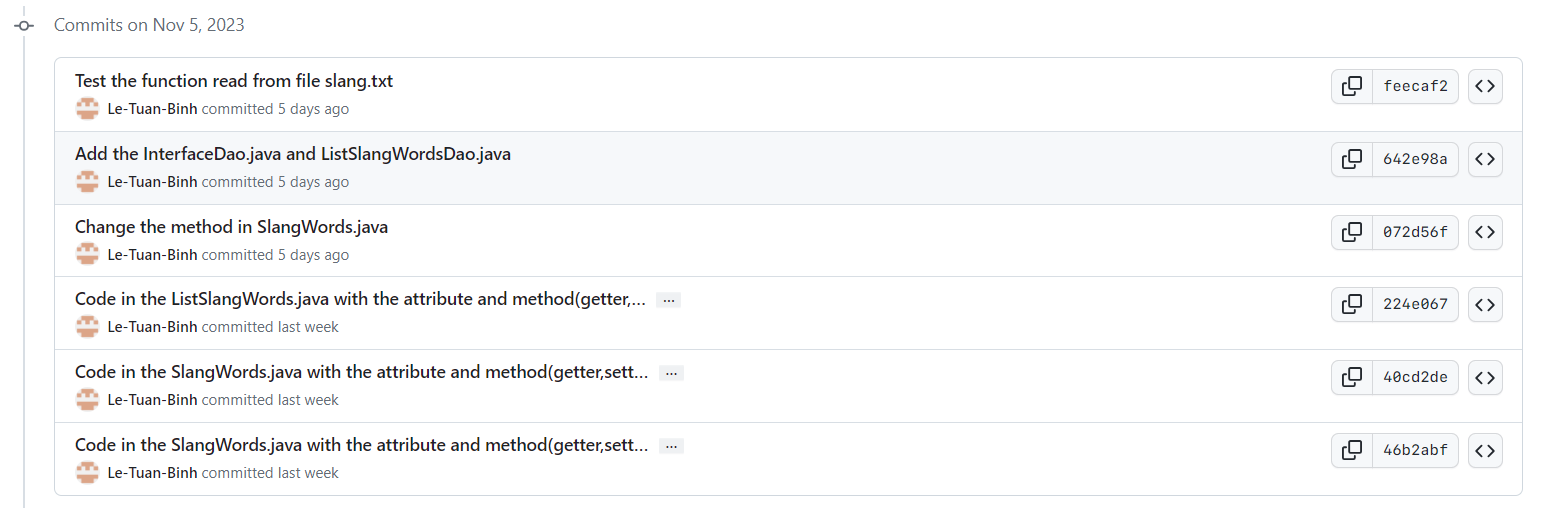 Commits on Nov 5, 2023
Test the function read from file slang.txt
Le-Tuan-Binh committed 5 days ago
feecaf2
Add the InterfaceDao.java and ListSlangWordsDao.java
Le-Tuan-Binh committed 5 days ago
642e98a
Change the method in SlangWords.java
Le-Tuan-Binh committed 5 days ago
072d56f
Code in the ListSlangWords.java with the attribute and method(getter,... ...
Le-Tuan-Binh committed last week
224e067
Code in the SlangWords.java with the attribute and method(getter,sett... ...
Le-Tuan-Binh committed last week
40cd2de
Code in the SlangWords.java with the attribute and method(getter,sett... ...
Le-Tuan-Binh committed last week
46b2abf